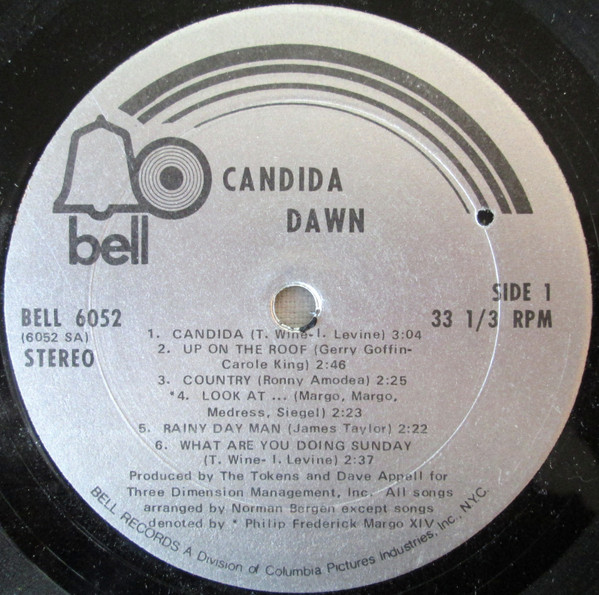 CANDIDA
DAWN
bell
BELL 6052
(6052 SA)
STEREO
SIDE 1
33 1/3 RPM
1. CANDIDA (T. Wine-I. Levine) 3:04
2. UP ON THE ROOF (Gerry Goffin-
Carole King) 2:46
3. COUNTRY (Ronny Amodea) 2:25
*4. LOOK AT ... (Margo, Margo,
Medress, Siegel) 2:23
5. RAINY DAY MAN (James Taylor) 2:22
6. WHAT ARE YOU DOING SUNDAY
(T. Wine- I. Levine) 2:37
Produced by The Tokens and Dave Appell for
Three Dimension Management, Inc. All songs
arranged by Norman Bergen except songs
denoted by * Philip Frederick Margo XIV
BELL RECORDS A Division of Columbia Pictures Industries, Inc., N.Y.C.